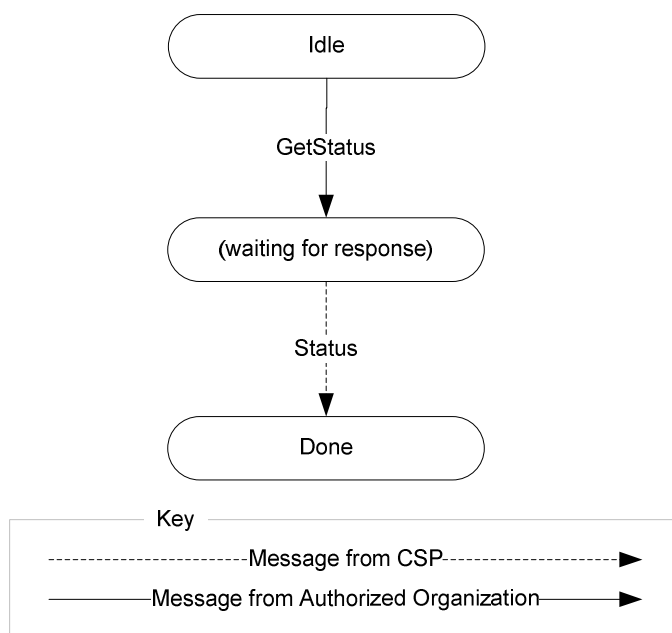 Idle
GetStatus
(waiting for response)
Status
Done
Key
Message from CSP
Message from Authorized Organization